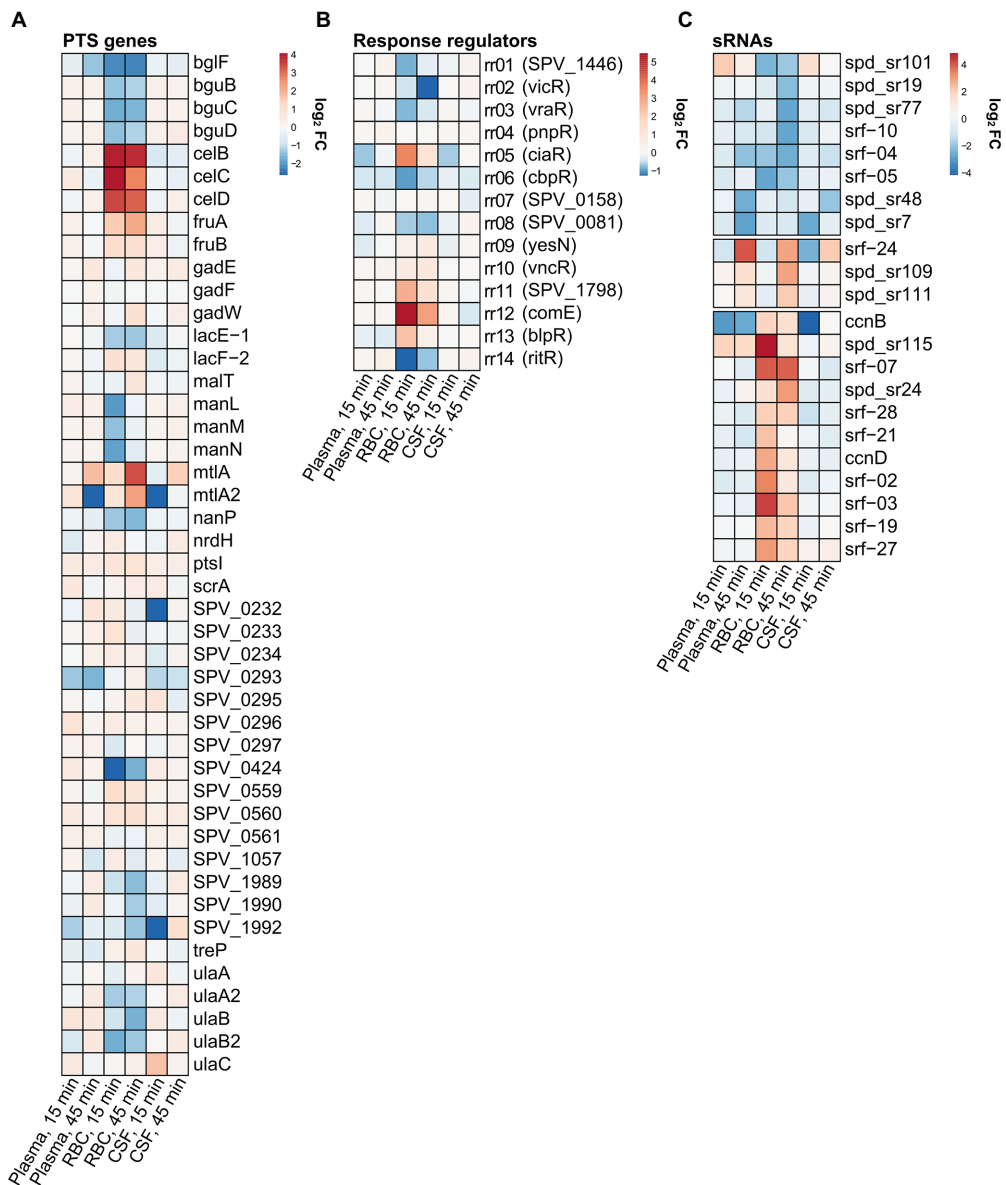 A
PTS genes
bglF
bguB
bguC
bguD
celB
celC
celD
fruA
fruB
gadE
gadF
gadW
lacE−1
lacF−2
malT
manL
manM
manN
mtlA
mtlA2
nanP
nrdH
ptsI
scrA
SPV_0232
SPV_0233
SPV_0234
SPV_0293
SPV_0295
SPV_0296
SPV_0297
SPV_0424
SPV_0559
SPV_0560
SPV_0561
SPV_1057
SPV_1989
SPV_1990
SPV_1992
treP
ulaA
ulaA2
ulaB
ulaB2
ulaC
Plasma, 15 min
Plasma, 45 min
RBC, 15 min
RBC, 45 min
CSF, 15 min
CSF, 45 min
4
3
2
1
0
−1
−2
log₂ FC
B
Response regulators
rr01 (SPV_1446)
rr02 (vicR)
rr03 (vraR)
rr04 (pnpR)
rr05 (ciaR)
rr06 (cbpR)
rr07 (SPV_0158)
rr08 (SPV_0081)
rr09 (yesN)
rr10 (vncR)
rr11 (SPV_1798)
rr12 (comE)
rr13 (blpR)
rr14 (ritR)
Plasma, 15 min
Plasma, 45 min
RBC, 15 min
RBC, 45 min
CSF, 15 min
CSF, 45 min
5
4
3
2
1
0
−1
log₂ FC
C
sRNAs
spd_sr101
spd_sr19
spd_sr77
srf−10
srf−04
srf−05
spd_sr48
spd_sr7
srf−24
spd_sr109
spd_sr111
ccnB
spd_sr115
srf−07
spd_sr24
srf−28
srf−21
ccnD
srf−02
srf−03
srf−19
srf−27
Plasma, 15 min
Plasma, 45 min
RBC, 15 min
RBC, 45 min
CSF, 15 min
CSF, 45 min
4
2
0
−2
−4
log₂ FC